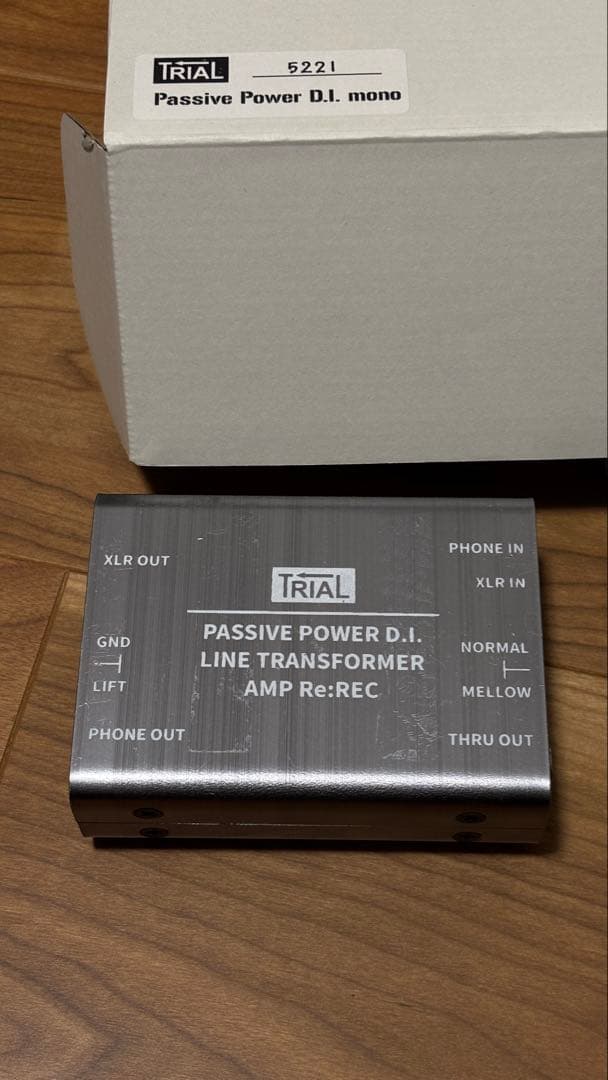 TRIAL 5221
Passive Power D.I. mono
XLR OUT
GND
LIFT
PHONE OUT
TRIAL
PASSIVE POWER D.I.
LINE TRANSFORMER
AMP Re:REC
PHONE IN
XLR IN
NORMAL
MELLOW
THRU OUT